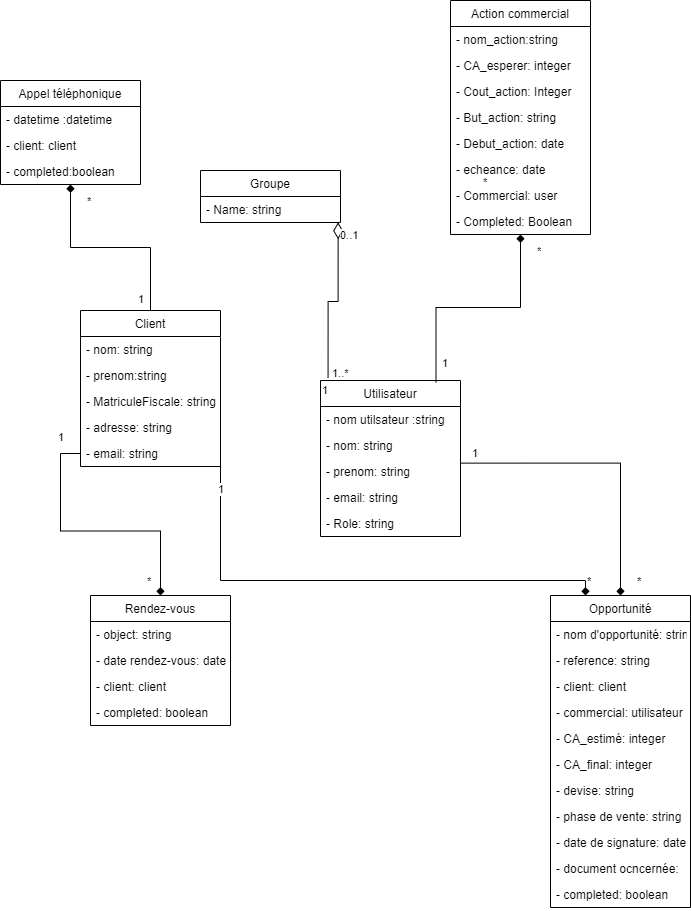 Action commercial
- nom_action:string
- CA_esperer: integer
- Cout_action: Integer
- But_action: string
- Debut_action: date
- echeance: date
*
- Commercial: user
- Completed: Boolean
*
1
Appel téléphonique
- datetime :datetime
- client: client
- completed:boolean
*
1
Groupe
- Name: string
0..1
1..*
1
Client
- nom: string
- prenom:string
- MatriculeFiscale: string
- adresse: string
- email: string
1
1
Utilisateur
- nom utilsateur :string
- nom: string
- prenom: string
- email: string
- Role: string
1
*
Rendez-vous
- object: string
- date rendez-vous: date
- client: client
- completed: boolean
*
*
Opportunité
- nom d'opportunité: strin
- reference: string
- client: client
- commercial: utilisateur
- CA_estimé: integer
- CA_final: integer
- devise: string
- phase de vente: string
- date de signature: date
- document ocncernée:
- completed: boolean